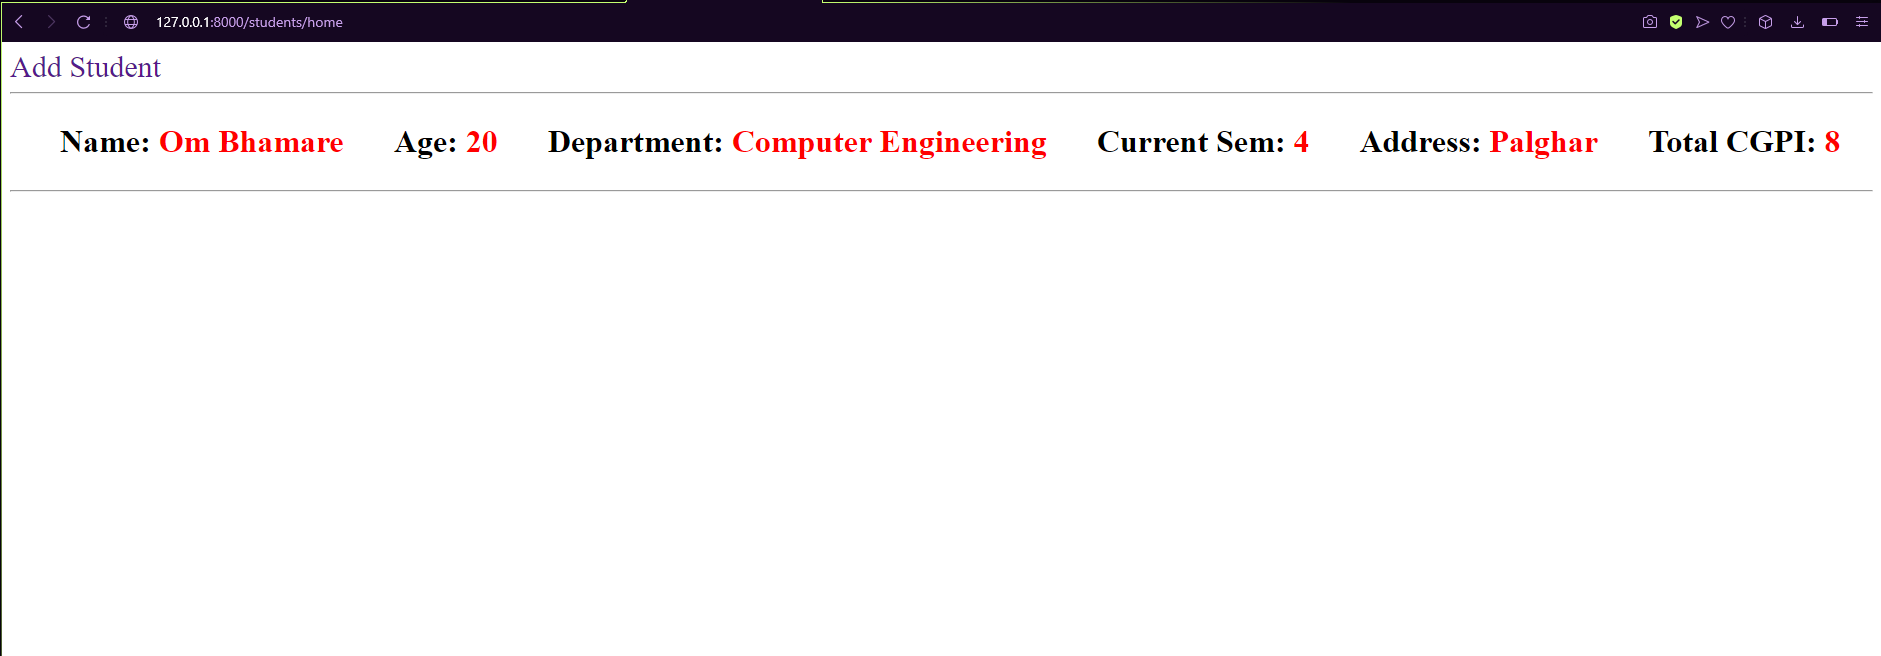 127.0.0.1:8000/students/home
Add Student
Name: Om Bhamare Age: 20 Department: Computer Engineering Current Sem: 4 Address: Palghar Total CGPI: 8